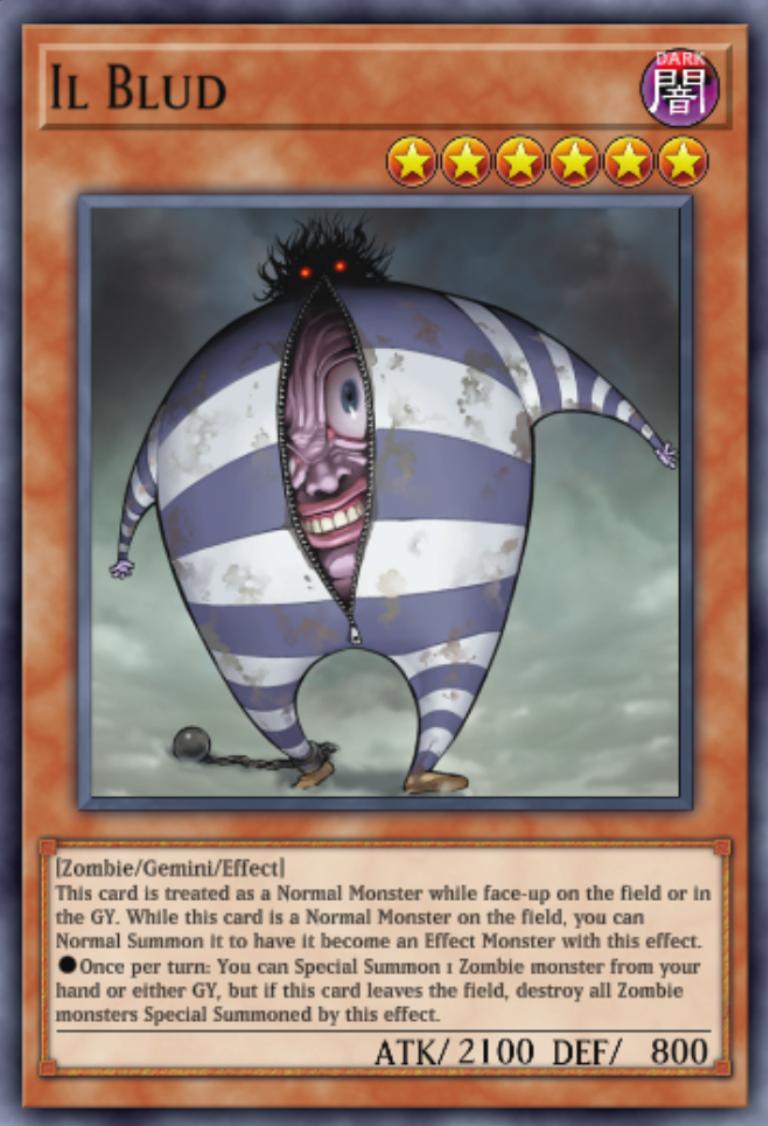 Il Blud
DARK
闇
[Zombie/Gemini/Effect]
This card is treated as a Normal Monster while face-up on the field or in
the GY. While this card is a Normal Monster on the field, you can
Normal Summon it to have it become an Effect Monster with this effect.
●Once per turn: You can Special Summon 1 Zombie monster from your
hand or either GY, but if this card leaves the field, destroy all Zombie
monsters Special Summoned by this effect.
ATK/ 2100 DEF/ 800